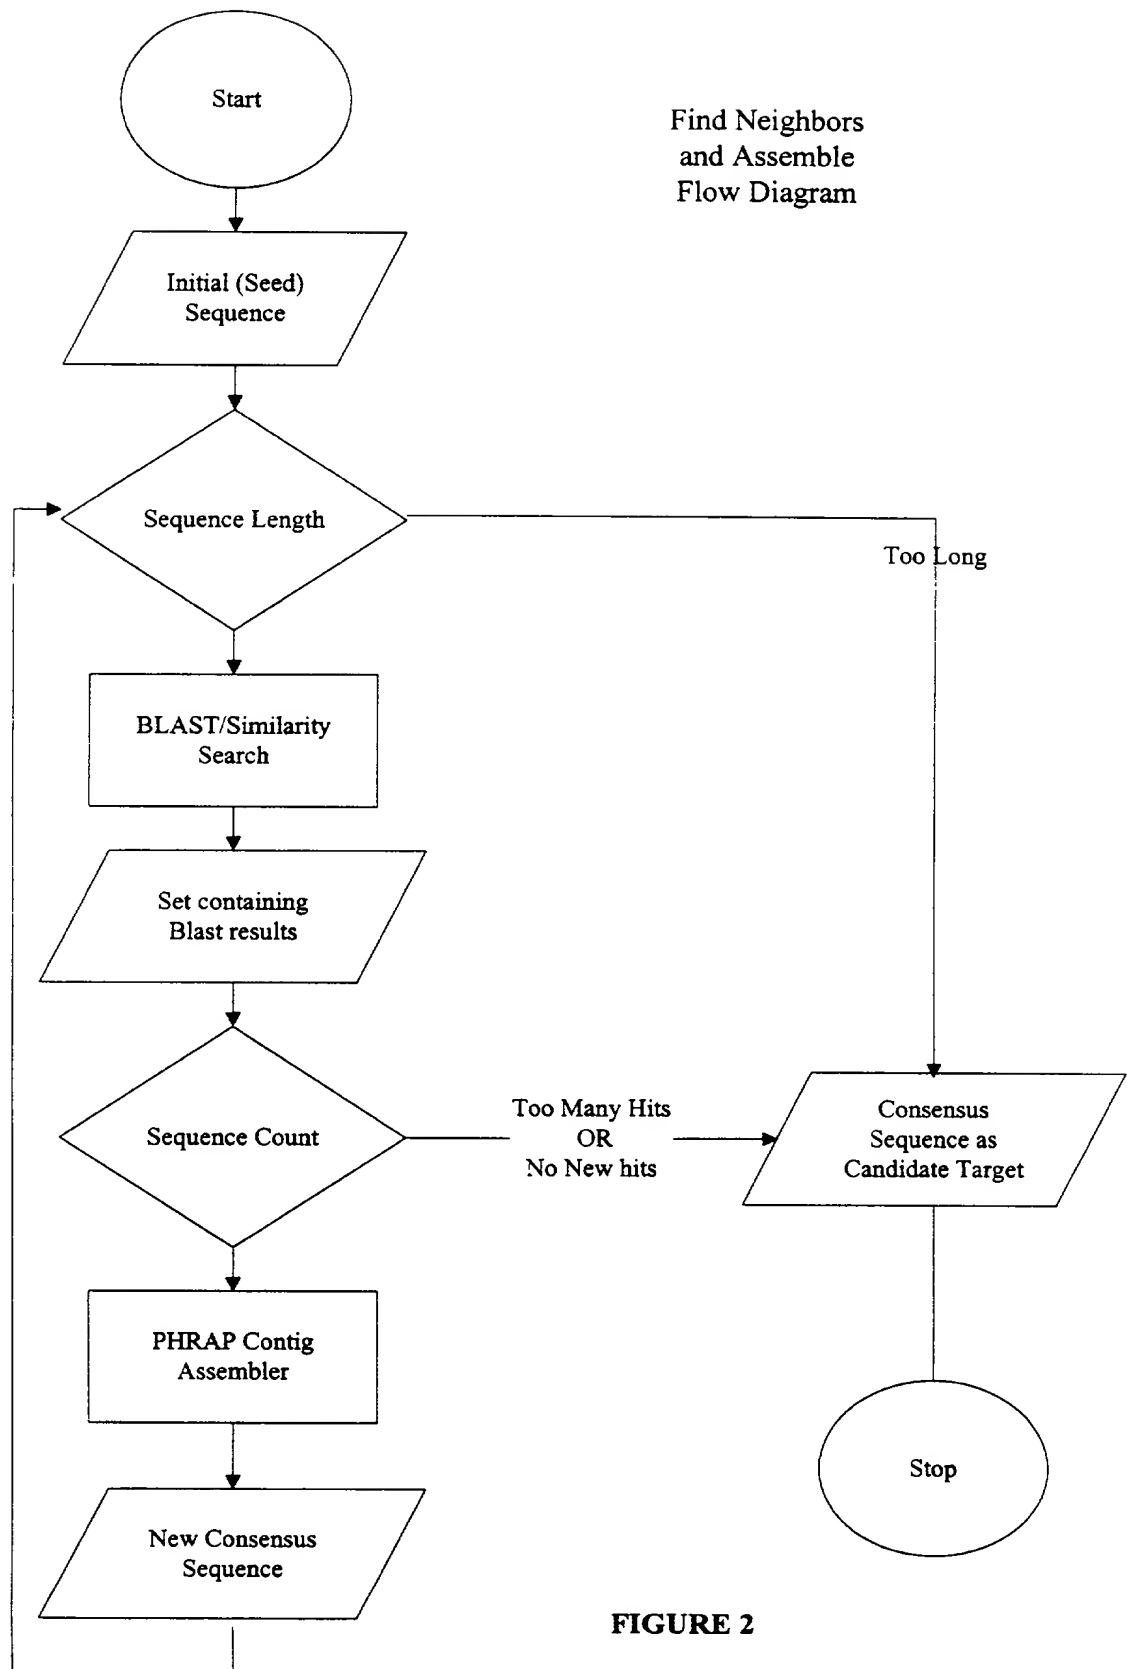 Start
Find Neighbors
and Assemble
Flow Diagram
Initial (Seed)
Sequence
Sequence Length
Too Long
BLAST/Similarity
Search
Set containing
Blast results
Sequence Count
Too Many Hits
OR
No New hits
Consensus
Sequence as
Candidate Target
PHRAP Contig
Assembler
Stop
New Consensus
Sequence
FIGURE 2